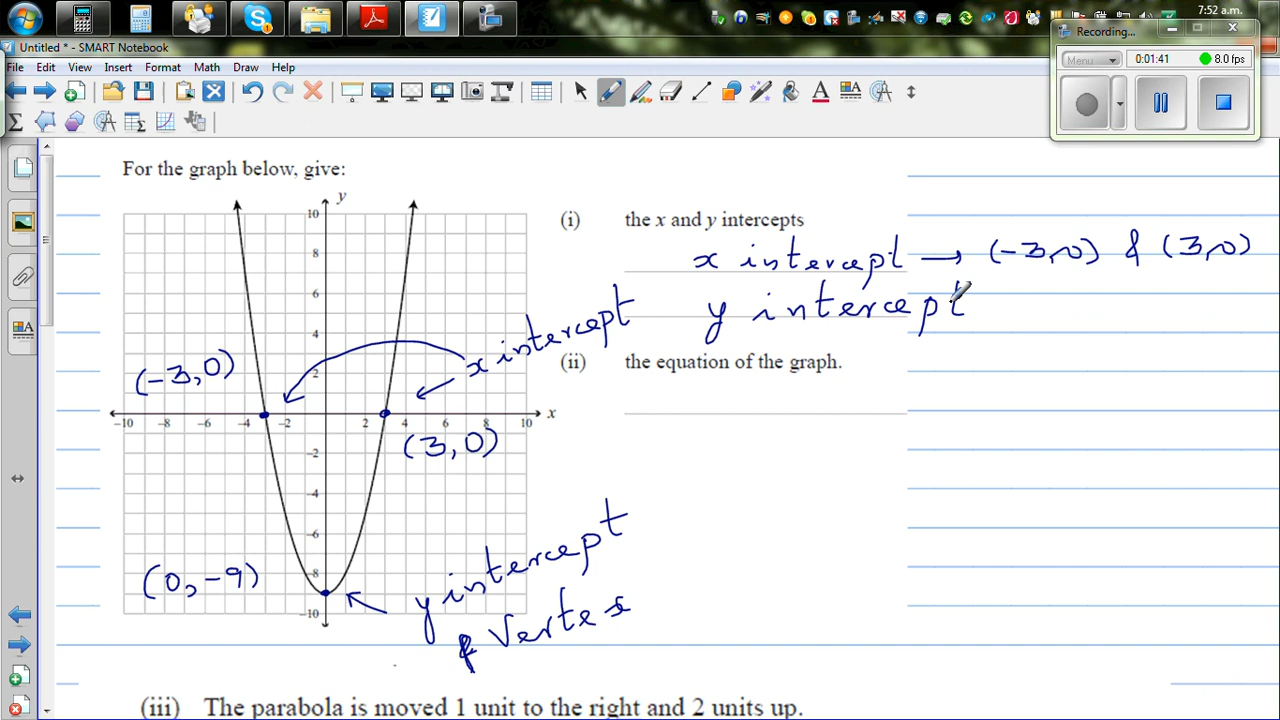 7:52 a.m.
Untitled * - SMART Notebook
Recording...
File Edit View Insert Format Math Draw Help
Menu 0:01:41 8.0 fps
For the graph below, give:
y
10
8
6
4
2
-10 -8 -6 -4 -2 2 4 6 8 10 x
-2
-4
-6
-8
-10
(-3,0)
(3,0)
x intercept
(0,-9)
y intercept
& Vertex
(i) the x and y intercepts
x intercept → (-3,0) & (3,0)
y intercept
(ii) the equation of the graph.
(iii) The parabola is moved 1 unit to the right and 2 units up.